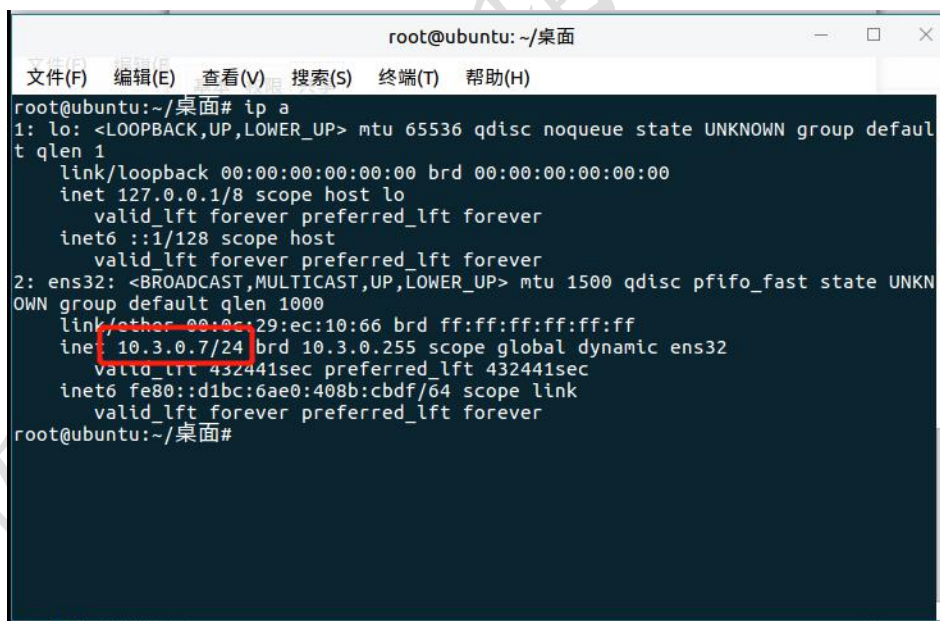 root@ubuntu: ~/桌面
文件(F) 编辑(E) 查看(V) 搜索(S) 终端(T) 帮助(H)
root@ubuntu:~/桌面# ip a
1: lo: <LOOPBACK,UP,LOWER_UP> mtu 65536 qdisc noqueue state UNKNOWN group defaul
t qlen 1
    link/loopback 00:00:00:00:00:00 brd 00:00:00:00:00:00
    inet 127.0.0.1/8 scope host lo
       valid_lft forever preferred_lft forever
    inet6 ::1/128 scope host
       valid_lft forever preferred_lft forever
2: ens32: <BROADCAST,MULTICAST,UP,LOWER_UP> mtu 1500 qdisc pfifo_fast state UNKN
OWN group default qlen 1000
    link/ether 00:0c:29:ec:10:66 brd ff:ff:ff:ff:ff:ff
    inet 10.3.0.7/24 brd 10.3.0.255 scope global dynamic ens32
       valid_lft 432441sec preferred_lft 432441sec
    inet6 fe80::d1bc:6ae0:408b:cbdf/64 scope link
       valid_lft forever preferred_lft forever
root@ubuntu:~/桌面#